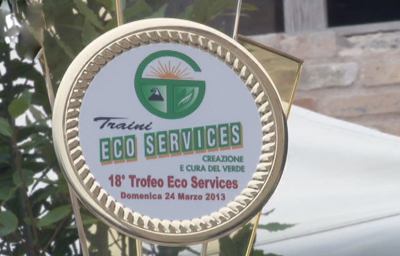 Traini
ECO SERVICES
CREAZIONE
E CURA DEL VERDE
18° Trofeo Eco Services
Domenica 24 Marzo 2013